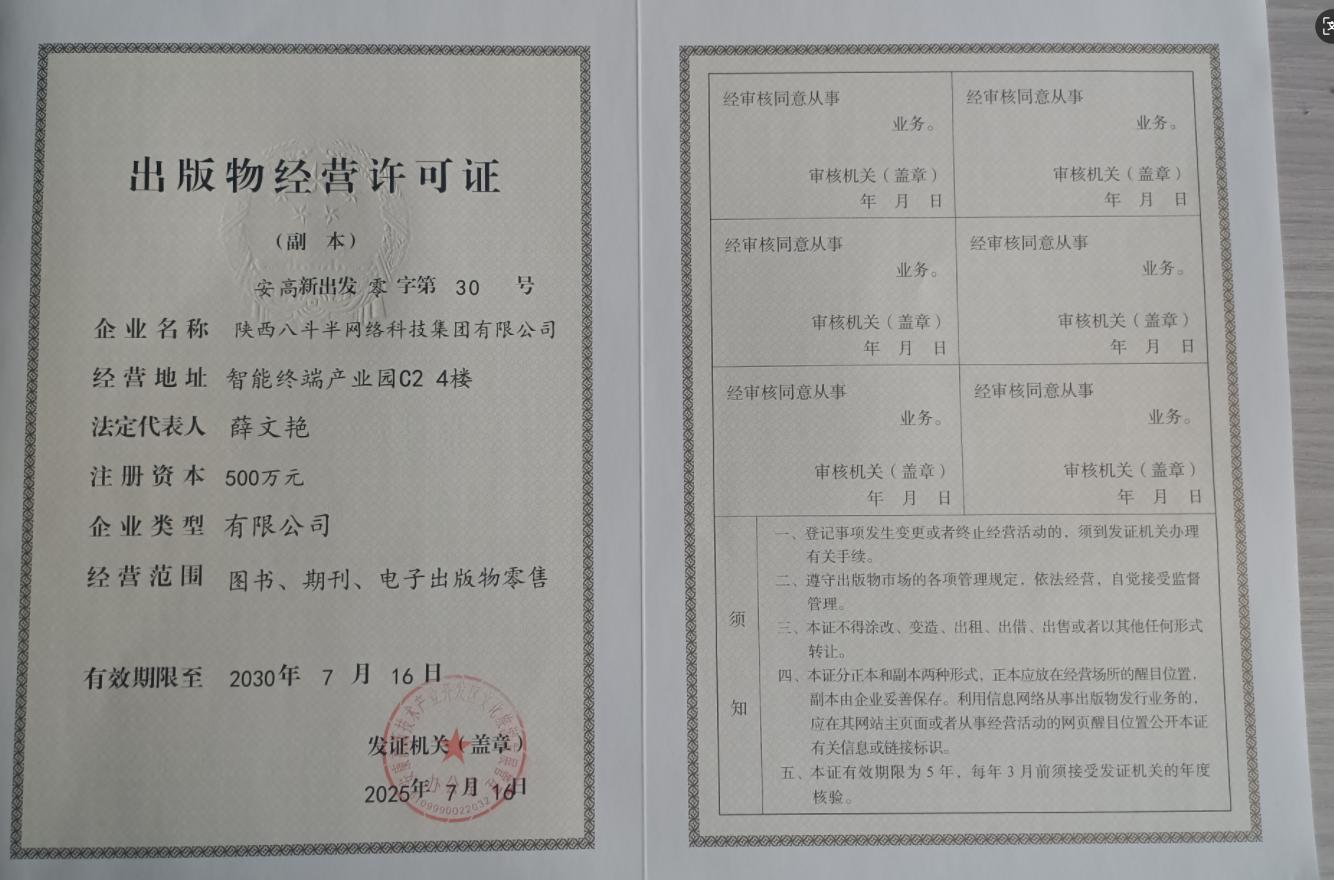 出版物经营许可证
（副 本）
安高新出发 零 字第 30 号
企业名称 陕西八斗半网络科技集团有限公司
经营地址 智能终端产业园C2 4楼
法定代表人 薛文艳
注册资本 500万元
企业类型 有限公司
经营范围 图书、期刊、电子出版物零售
有效期限至 2030年 7 月 16 日
发证机关（盖章）
2025年 7 月 16日
办公
经审核同意从事
业务。
审核机关（盖章）
年 月 日
经审核同意从事
业务。
审核机关（盖章）
年 月 日
经审核同意从事
业务。
审核机关（盖章）
年 月 日
经审核同意从事
业务。
审核机关（盖章）
年 月 日
经审核同意从事
业务。
审核机关（盖章）
年 月 日
经审核同意从事
业务。
审核机关（盖章）
年 月 日
须知
一、登记事项发生变更或者终止经营活动的，须到发证机关办理
有关手续。
二、遵守出版物市场的各项管理规定，依法经营，自觉接受监督
管理。
三、本证不得涂改、变造、出租、出借、出售或者以其他任何形式
转让。
四、本证分正本和副本两种形式，正本应放在经营场所的醒目位置，
副本由企业妥善保存。利用信息网络从事出版物发行业务的，
应在其网站主页面或者从事经营活动的网页醒目位置公开本证
有关信息或链接标识。
五、本证有效期限为 5 年，每年 3 月前须接受发证机关的年度
核验。